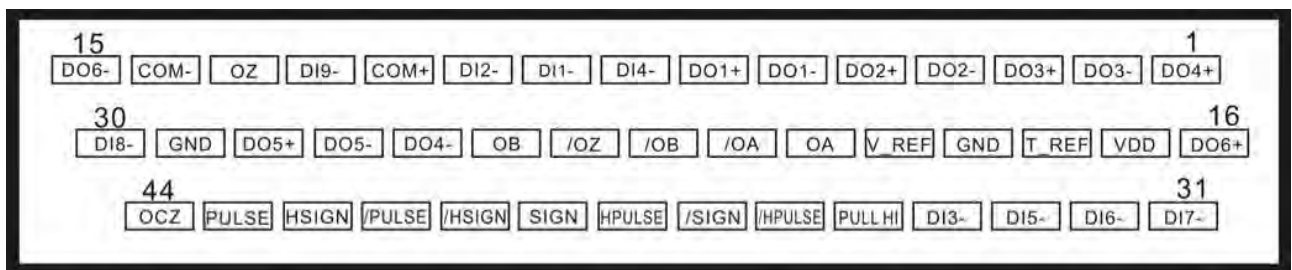 15 1
DO6- COM- OZ DI9- COM+ DI2- DI1- DI4- DO1+ DO1- DO2+ DO2- DO3+ DO3- DO4+
30 16
DI8- GND DO5+ DO5- DO4- OB /OZ /OB /OA OA V_REF GND T_REF VDD DO6+
44 31
OCZ PULSE HSIGN /PULSE /HSIGN SIGN HPULSE /SIGN /HPULSE PULL HI DI3- DI5- DI6- DI7-